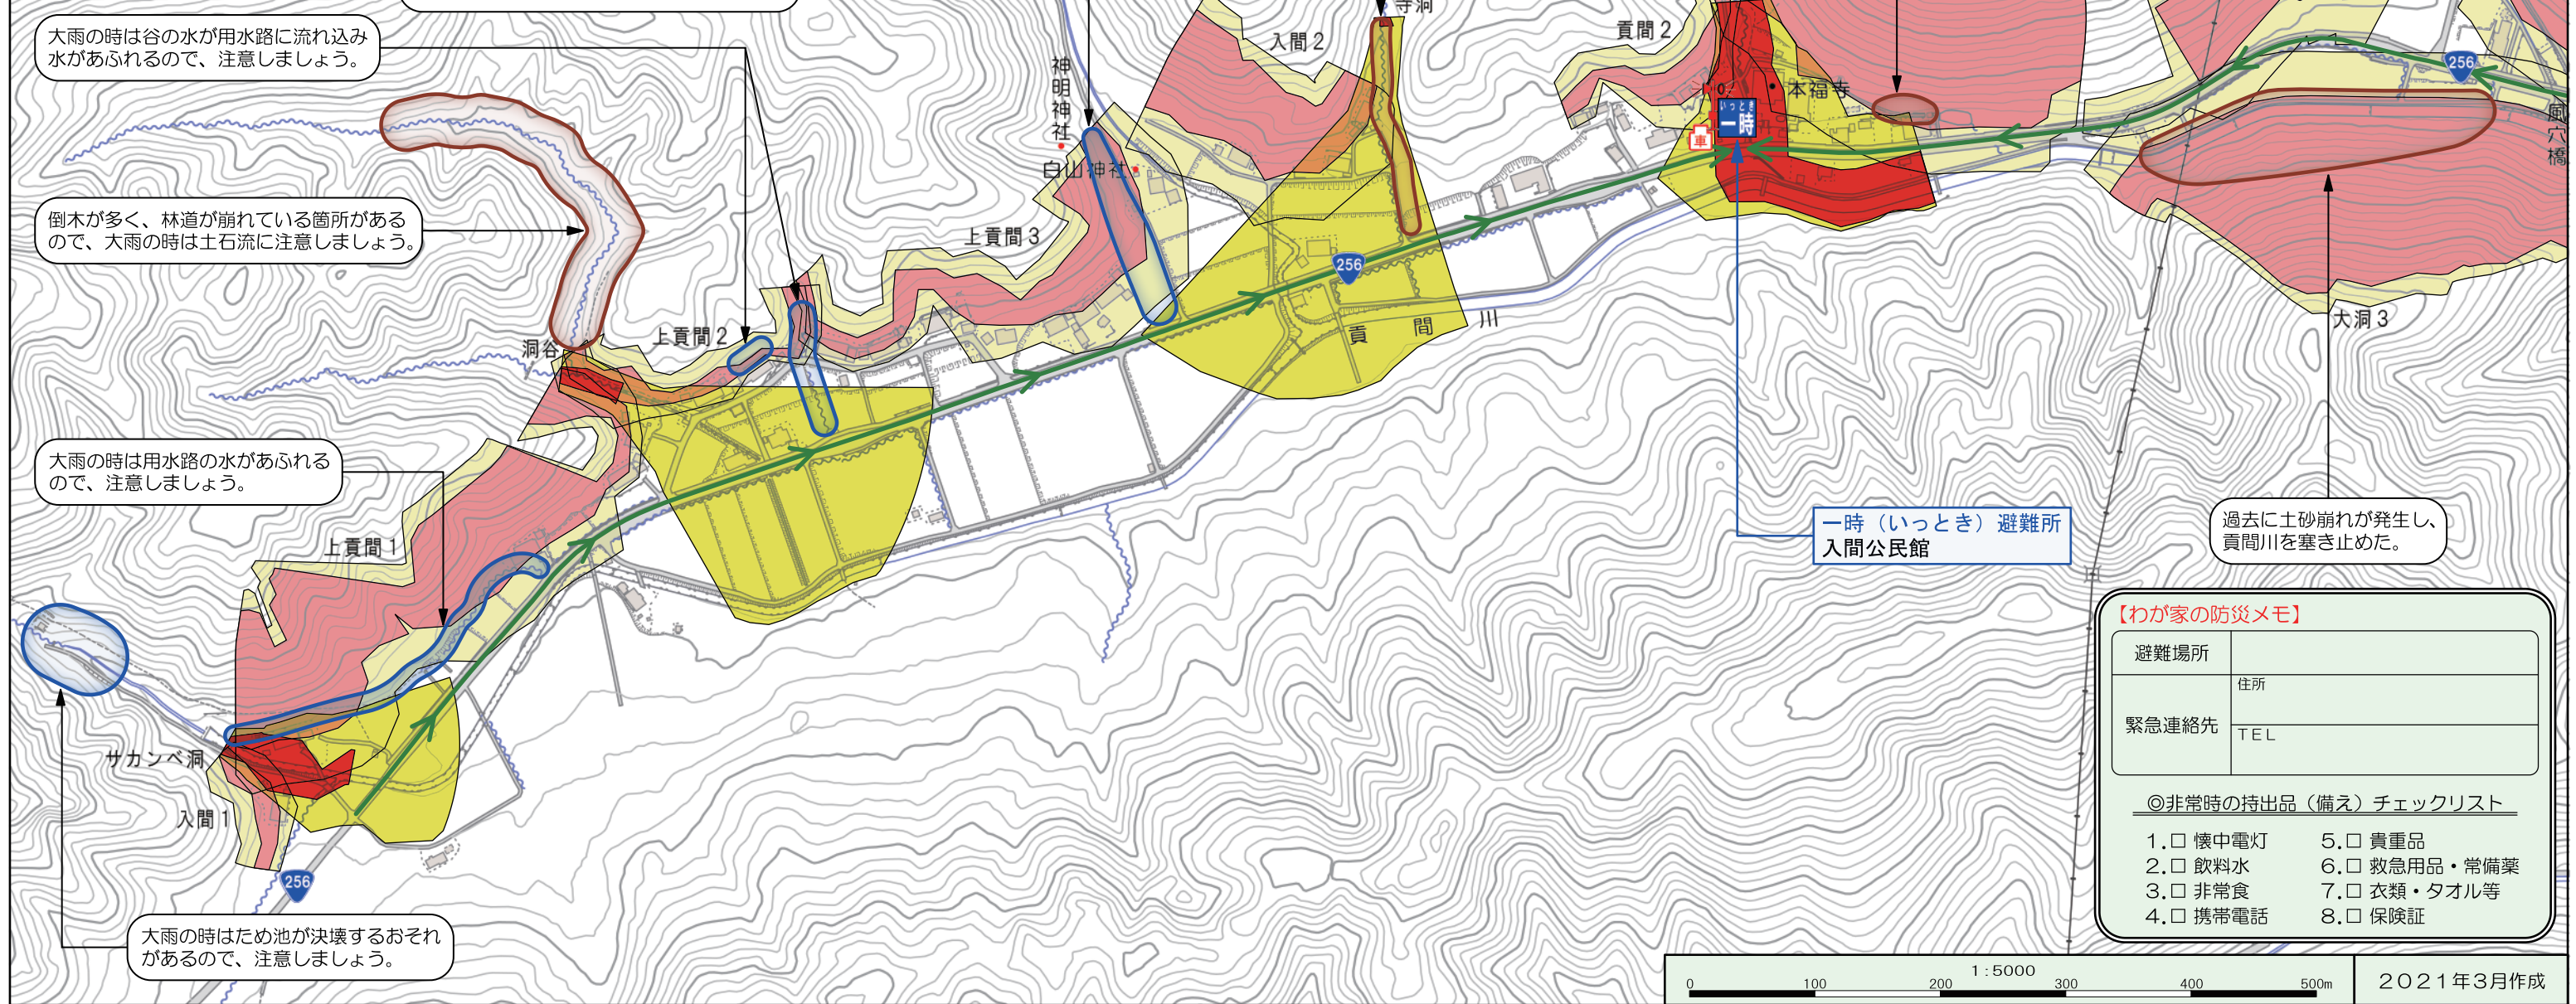 寺洞
大雨の時は谷の水が用水路に流れ込み
水があふれるので、注意しましょう。
入間2
貢間2
256
神明神社
本福寺
いっとき
一時
車
風穴橋
白山神社
倒木が多く、林道が崩れている箇所がある
ので、大雨の時は土石流に注意しましょう。
上貢間3
256
貢間川
大洞3
上貢間2
洞谷
大雨の時は用水路の水があふれる
ので、注意しましょう。
上貢間1
一時（いっとき）避難所
入間公民館
過去に土砂崩れが発生し、
貢間川を塞き止めた。
サカンベ洞
入間1
256
大雨の時はため池が決壊するおそれ
があるので、注意しましょう。
【わが家の防災メモ】
避難場所
緊急連絡先
住所
ＴＥＬ
◎非常時の持出品（備え）チェックリスト
1.□ 懐中電灯
2.□ 飲料水
3.□ 非常食
4.□ 携帯電話
5.□ 貴重品
6.□ 救急用品・常備薬
7.□ 衣類・タオル等
8.□ 保険証
1:5000
0 100 200 300 400 500m
２０２１年３月作成